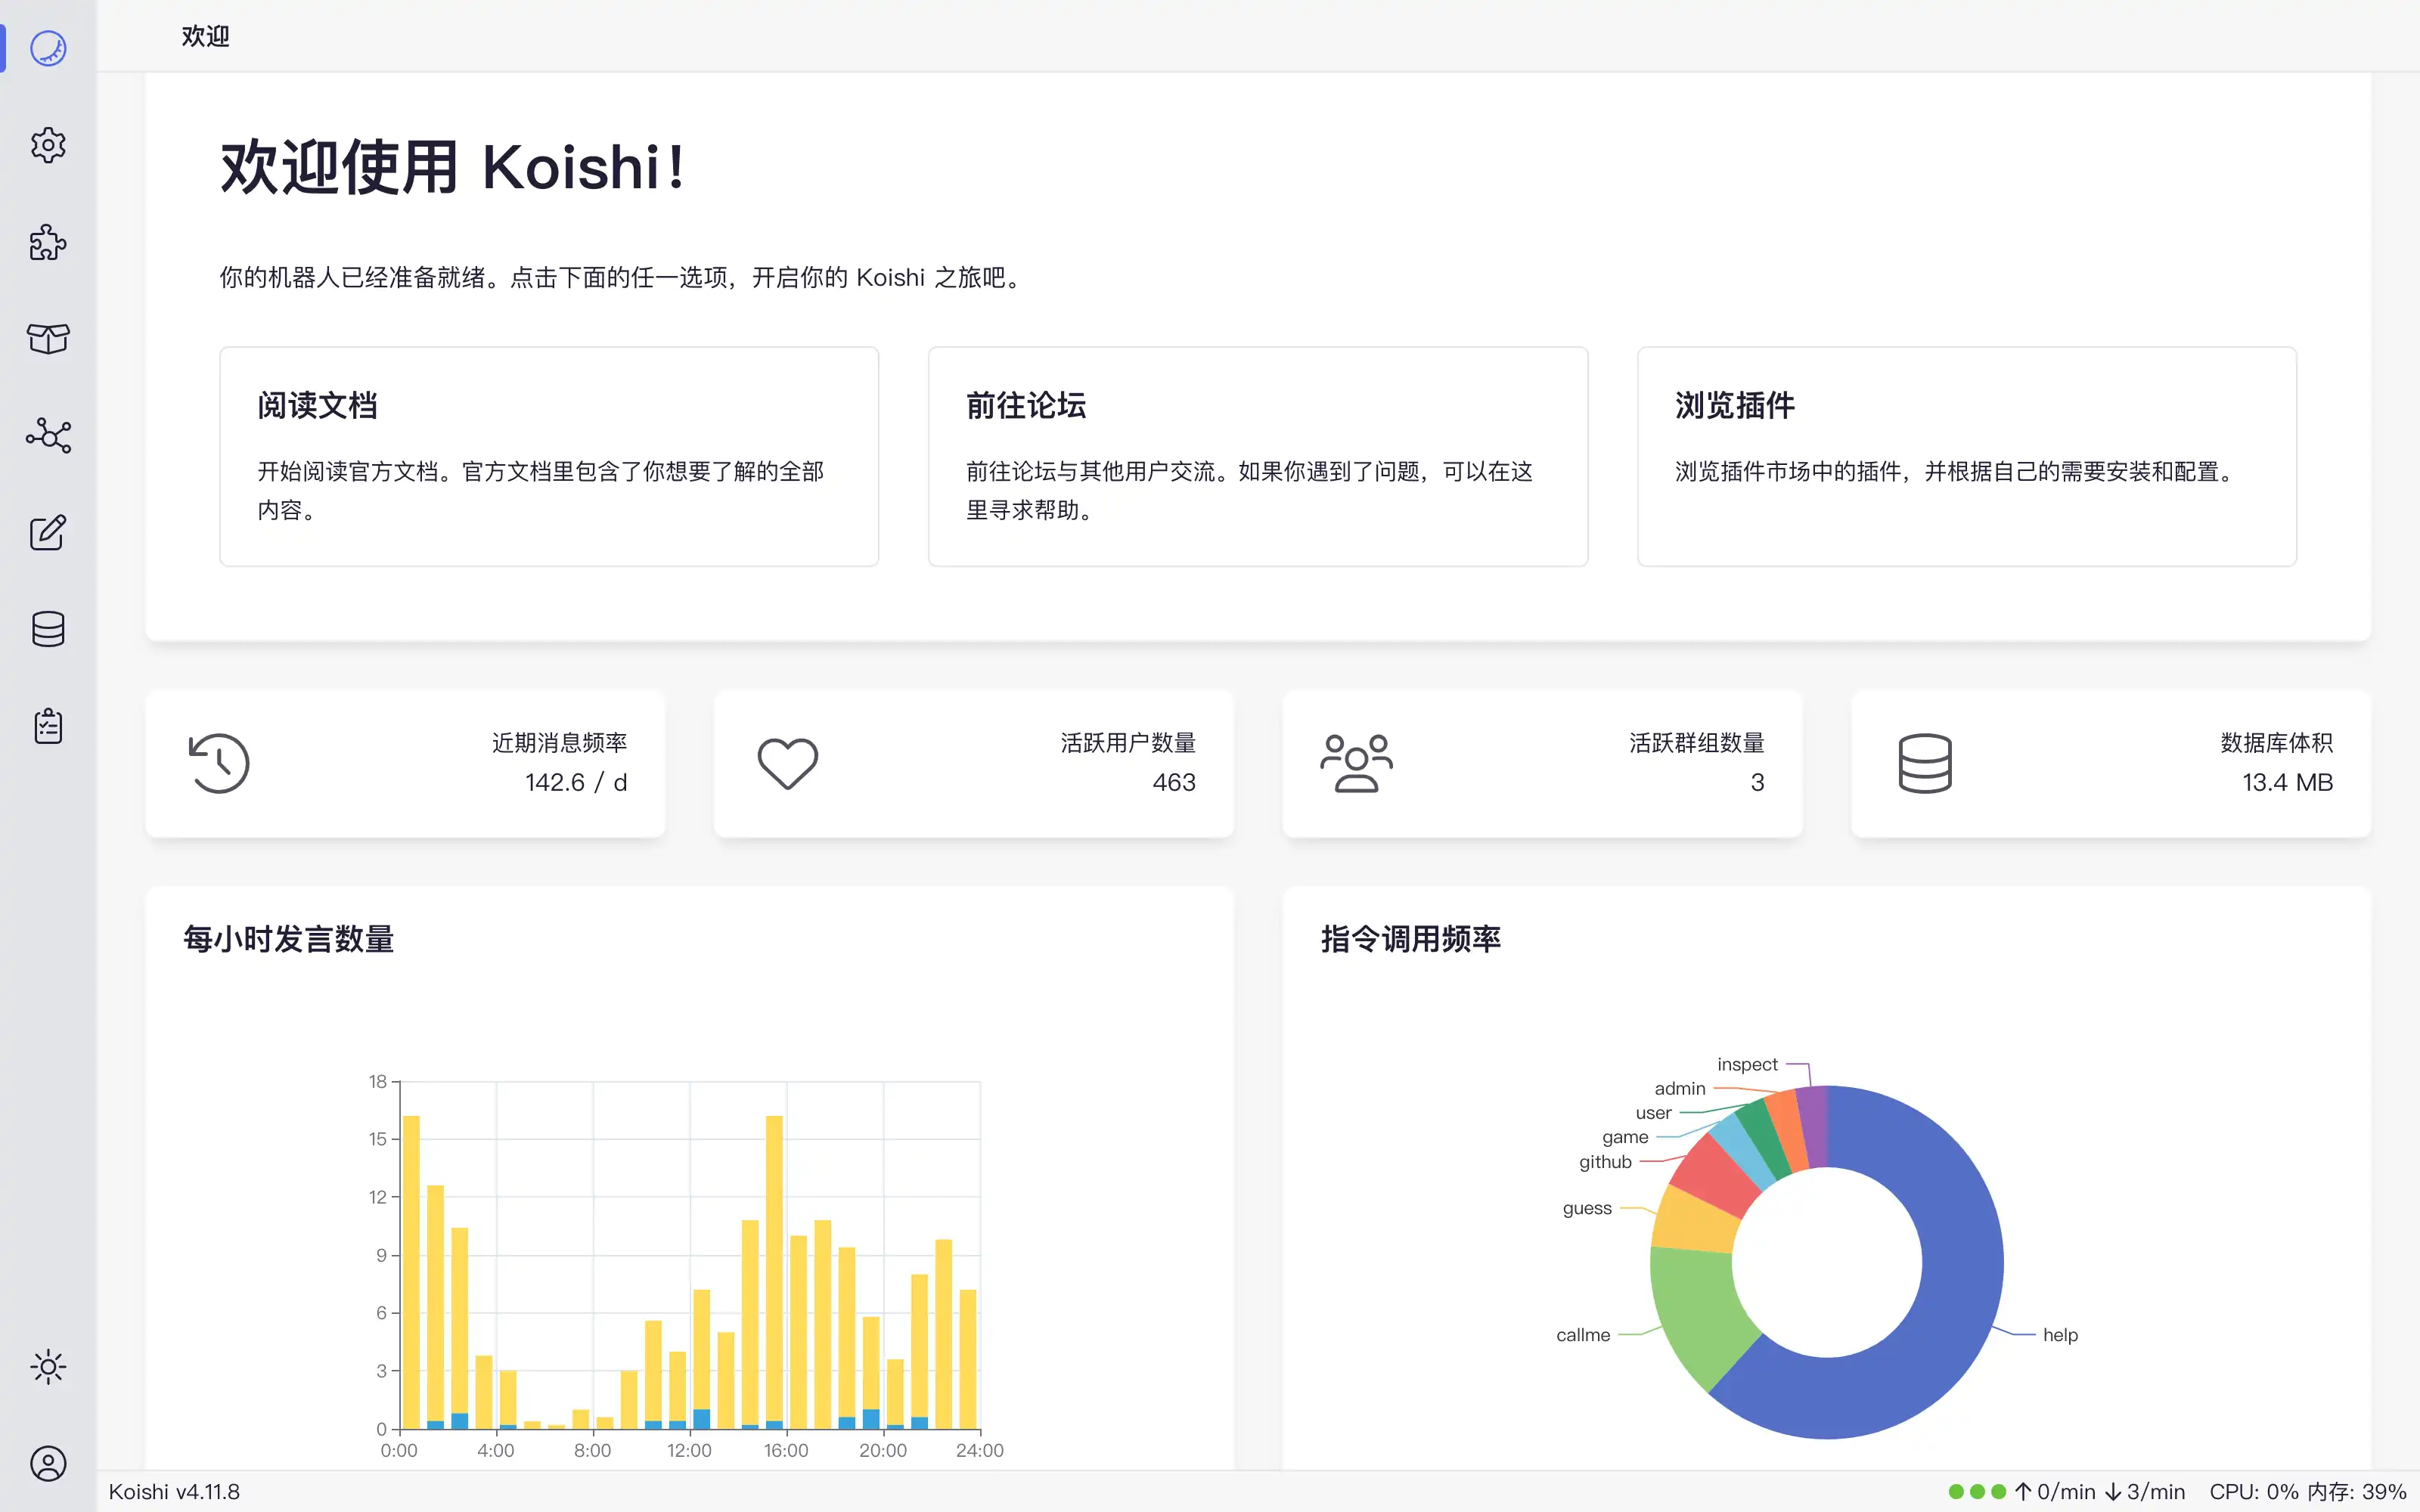 欢迎
欢迎使用 Koishi!
你的机器人已经准备就绪。点击下面的任一选项，开启你的 Koishi 之旅吧。
阅读文档
开始阅读官方文档。官方文档里包含了你想要了解的全部
内容。
前往论坛
前往论坛与其他用户交流。如果你遇到了问题，可以在这
里寻求帮助。
浏览插件
浏览插件市场中的插件，并根据自己的需要安装和配置。
近期消息频率
142.6 / d
活跃用户数量
463
活跃群组数量
3
数据库体积
13.4 MB
每小时发言数量
18
15
12
9
6
3
0
0:00 4:00 8:00 12:00 16:00 20:00 24:00
指令调用频率
inspect
admin
user
game
github
guess
callme
help
Koishi v4.11.8
↑0/min ↓3/min CPU: 0% 内存: 39%